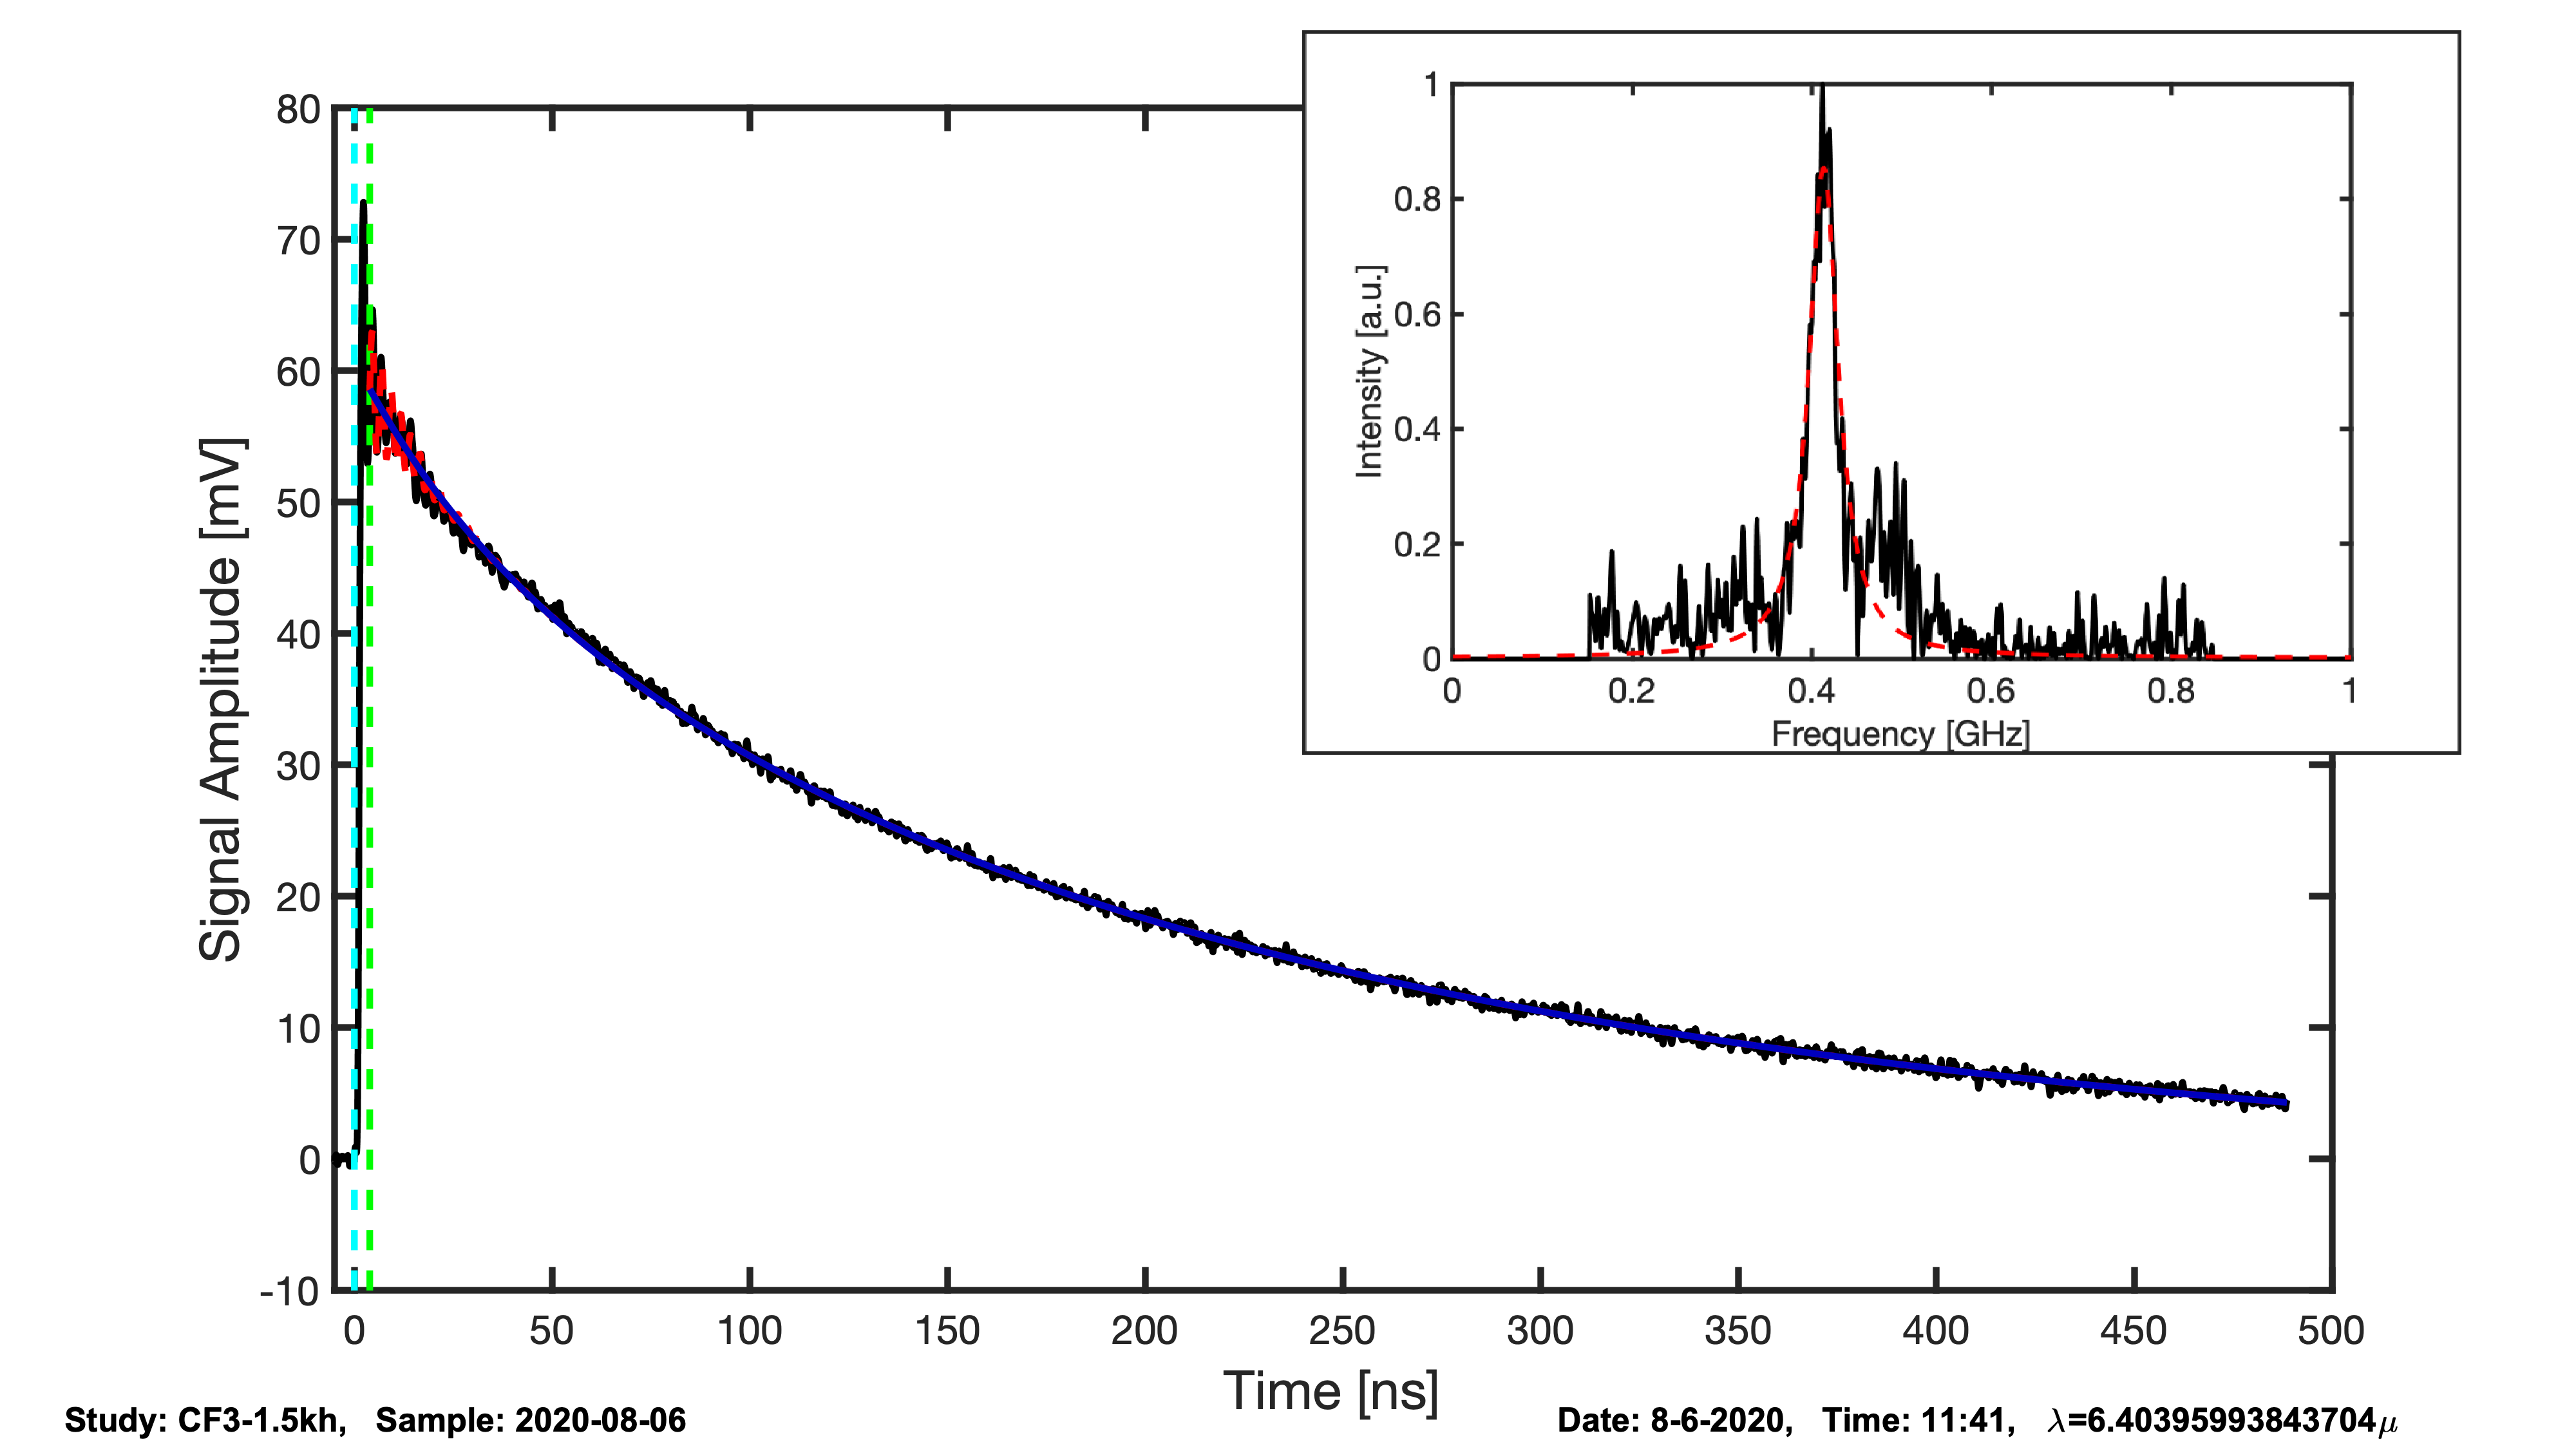 80
70
60
50
40
30
20
10
0
-10
Signal Amplitude [mV]
0 50 100 150 200 250 300 350 400 450 500
Time [ns]
1
0.8
0.6
0.4
0.2
0
Intensity [a.u.]
0 0.2 0.4 0.6 0.8 1
Frequency [GHz]
Study: CF3-1.5kh, Sample: 2020-08-06
Date: 8-6-2020, Time: 11:41, λ=6.40395993843704μ